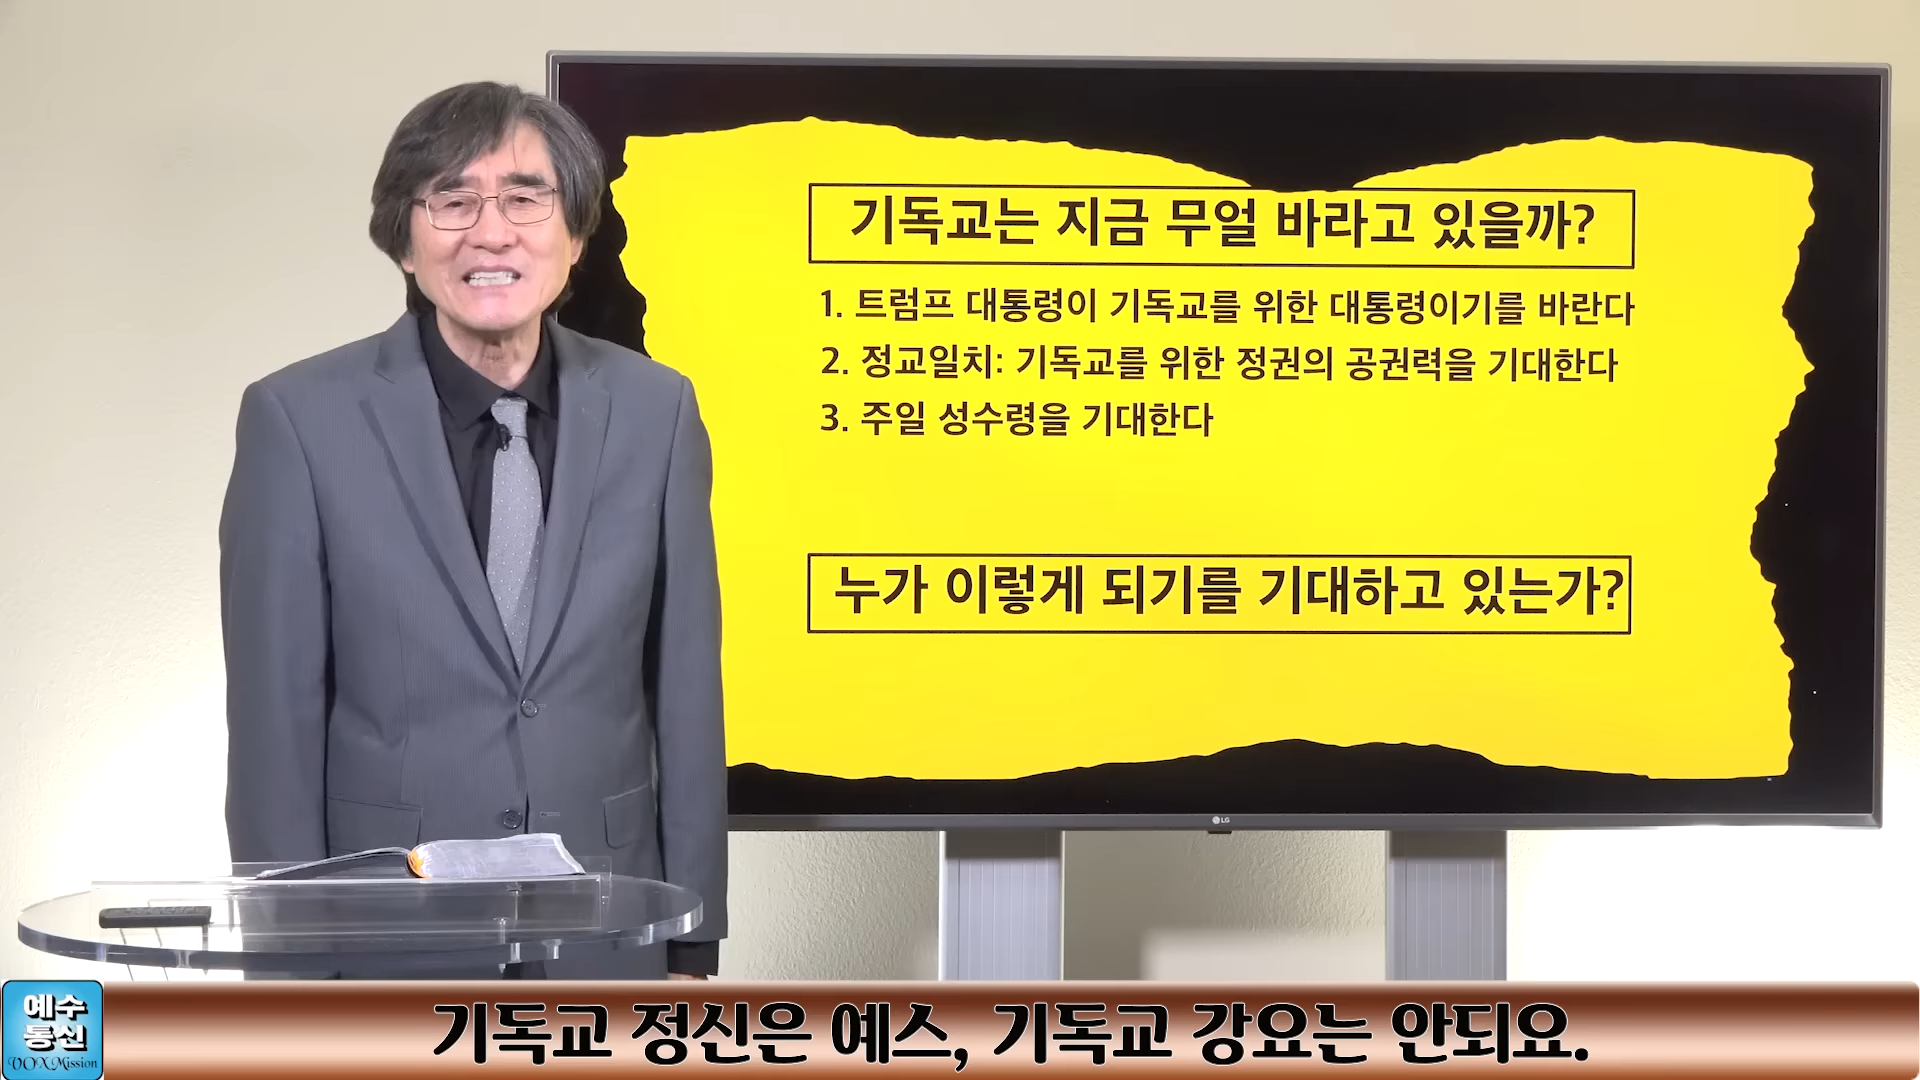 기독교는 지금 무얼 바라고 있을까?
1. 트럼프 대통령이 기독교를 위한 대통령이기를 바란다
2. 정교일치: 기독교를 위한 정권의 공권력을 기대한다
3. 주일 성수령을 기대한다
누가 이렇게 되기를 기대하고 있는가?
LG
예수
통신
VOX Mission
기독교 정신은 예스, 기독교 강요는 안되요.